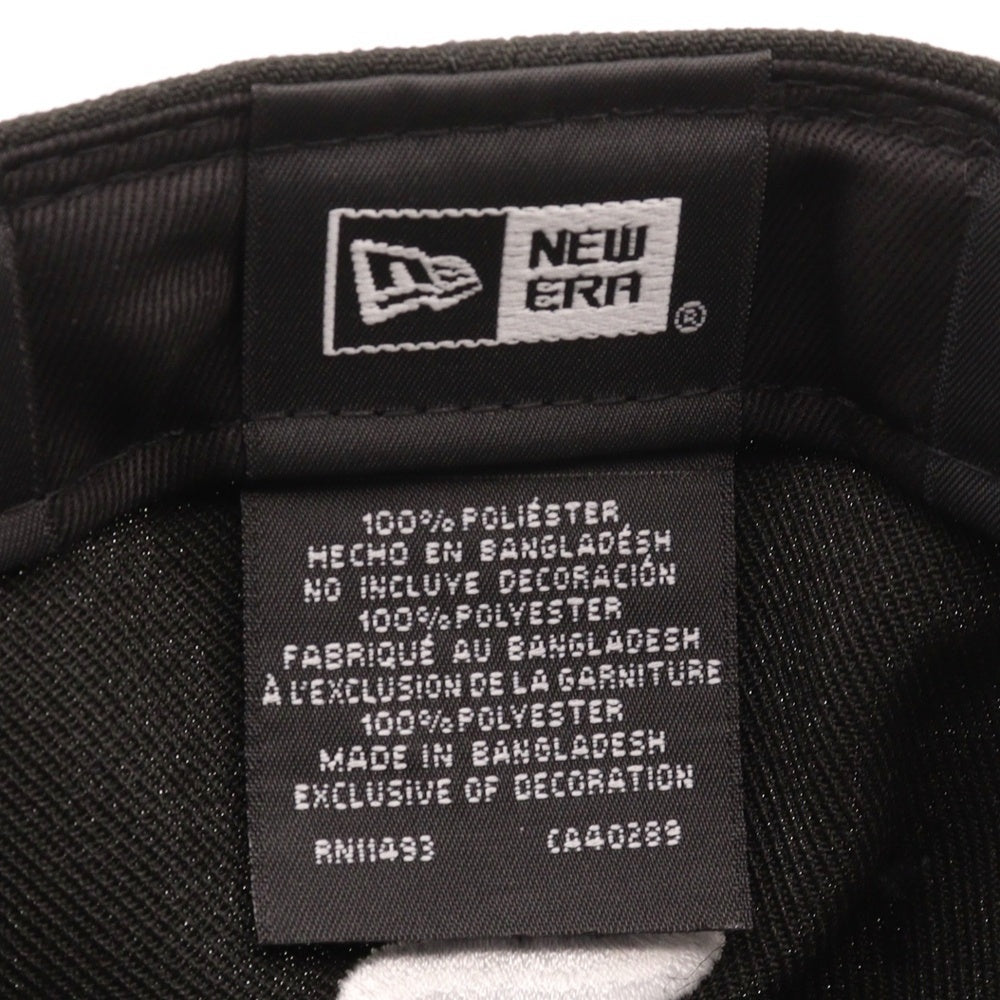 NEW
ERA
®
100% POLIÉSTER
HECHO EN BANGLADÉSH
NO INCLUYE DECORACIÓN
100% POLYESTER
FABRIQUÉ AU BANGLADESH
À L'EXCLUSION DE LA GARNITURE
100% POLYESTER
MADE IN BANGLADESH
EXCLUSIVE OF DECORATION
RN11493 CA40289